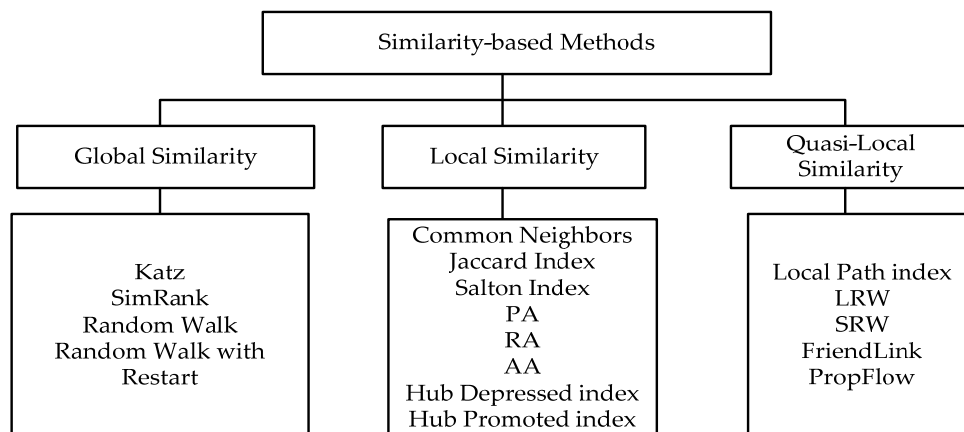 Similarity-based Methods
Global Similarity
Local Similarity
Quasi-Local
Similarity
Katz
SimRank
Random Walk
Random Walk with
Restart
Common Neighbors
Jaccard Index
Salton Index
PA
RA
AA
Hub Depressed index
Hub Promoted index
Local Path index
LRW
SRW
FriendLink
PropFlow